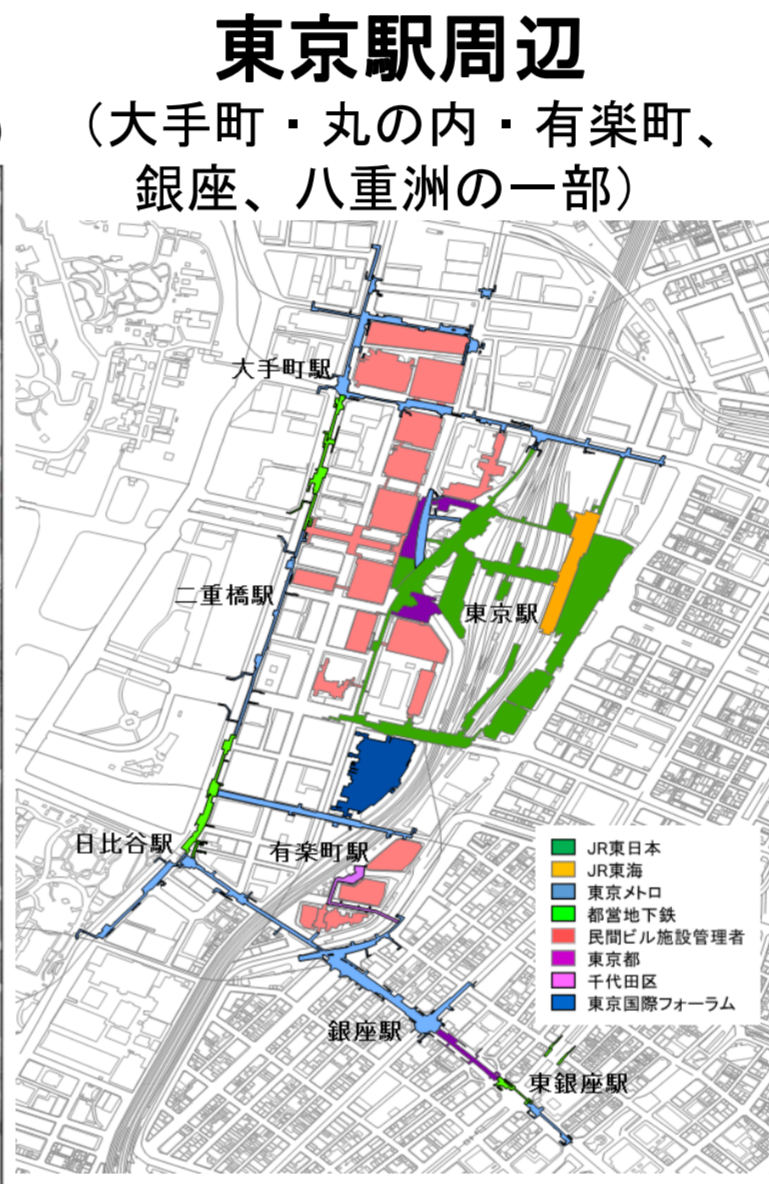 東京駅周辺
（大手町・丸の内・有楽町、
銀座、八重洲の一部）
大手町駅
二重橋駅
東京駅
日比谷駅
有楽町駅
銀座駅
東銀座駅
JR東日本
JR東海
東京メトロ
都営地下鉄
民間ビル施設管理者
東京都
千代田区
東京国際フォーラム